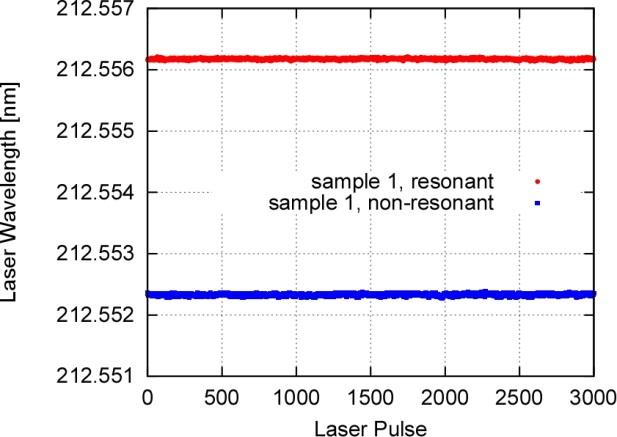 212.557
212.556
212.555
212.554
212.553
212.552
212.551
Laser Wavelength [nm]
sample 1, resonant
sample 1, non-resonant
0 500 1000 1500 2000 2500 3000
Laser Pulse